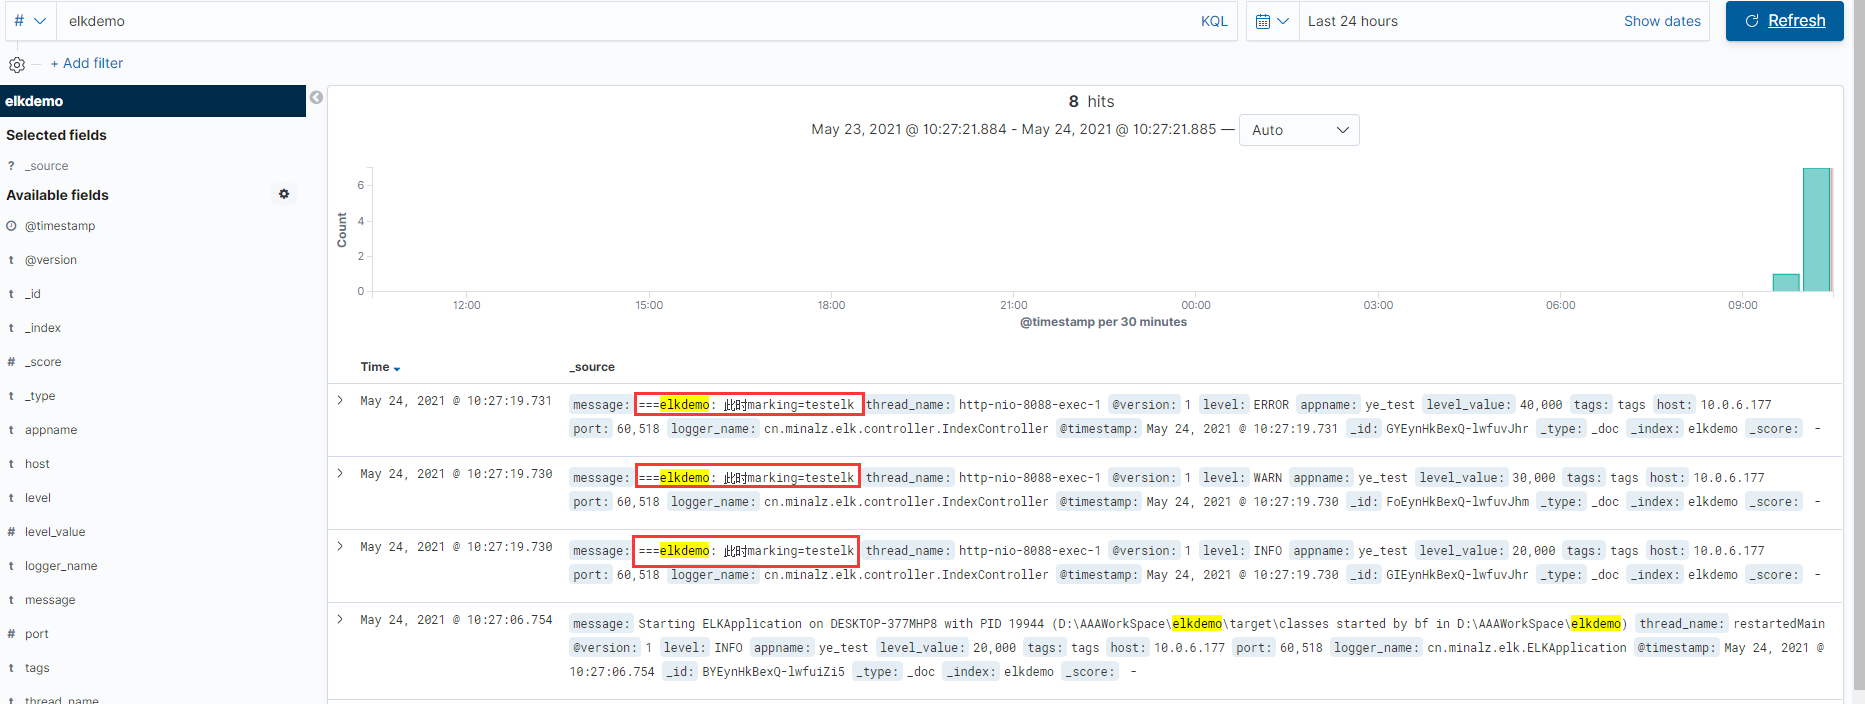 # elkdemo KQL Last 24 hours Show dates Refresh
+ Add filter
elkdemo
Selected fields
? _source
Available fields
@timestamp
t @version
t _id
t _index
# _score
t _type
t appname
t host
t level
# level_value
t logger_name
t message
# port
t tags
t thread_name
8 hits
May 23, 2021 @ 10:27:21.884 - May 24, 2021 @ 10:27:21.885 — Auto
Count
6
4
2
0
12:00 15:00 18:00 21:00 00:00 03:00 06:00 09:00
@timestamp per 30 minutes
Time _source
May 24, 2021 @ 10:27:19.731 message: ===elkdemo: 此时marking=testelk thread_name: http-nio-8088-exec-1 @version: 1 level: ERROR appname: ye_test level_value: 40,000 tags: tags host: 10.0.6.177
port: 60,518 logger_name: cn.minalz.elk.controller.IndexController @timestamp: May 24, 2021 @ 10:27:19.731 _id: GYEynHkBexQ-lwfuvJhr _type: _doc _index: elkdemo _score: -
May 24, 2021 @ 10:27:19.730 message: ===elkdemo: 此时marking=testelk thread_name: http-nio-8088-exec-1 @version: 1 level: WARN appname: ye_test level_value: 30,000 tags: tags host: 10.0.6.177
port: 60,518 logger_name: cn.minalz.elk.controller.IndexController @timestamp: May 24, 2021 @ 10:27:19.730 _id: FoEynHkBexQ-lwfuvJhm _type: _doc _index: elkdemo _score: -
May 24, 2021 @ 10:27:19.730 message: ===elkdemo: 此时marking=testelk thread_name: http-nio-8088-exec-1 @version: 1 level: INFO appname: ye_test level_value: 20,000 tags: tags host: 10.0.6.177
port: 60,518 logger_name: cn.minalz.elk.controller.IndexController @timestamp: May 24, 2021 @ 10:27:19.730 _id: GIEynHkBexQ-lwfuvJhr _type: _doc _index: elkdemo _score: -
May 24, 2021 @ 10:27:06.754 message: Starting ELKApplication on DESKTOP-377MHP8 with PID 19944 (D:\AAAWorkSpace\elkdemo\target\classes started by bf in D:\AAAWorkSpace\elkdemo) thread_name: restartedMain
@version: 1 level: INFO appname: ye_test level_value: 20,000 tags: tags host: 10.0.6.177 port: 60,518 logger_name: cn.minalz.elk.ELKApplication @timestamp: May 24, 2021 @
10:27:06.754 _id: BYEynHkBexQ-lwfuiZi5 _type: _doc _index: elkdemo _score: -